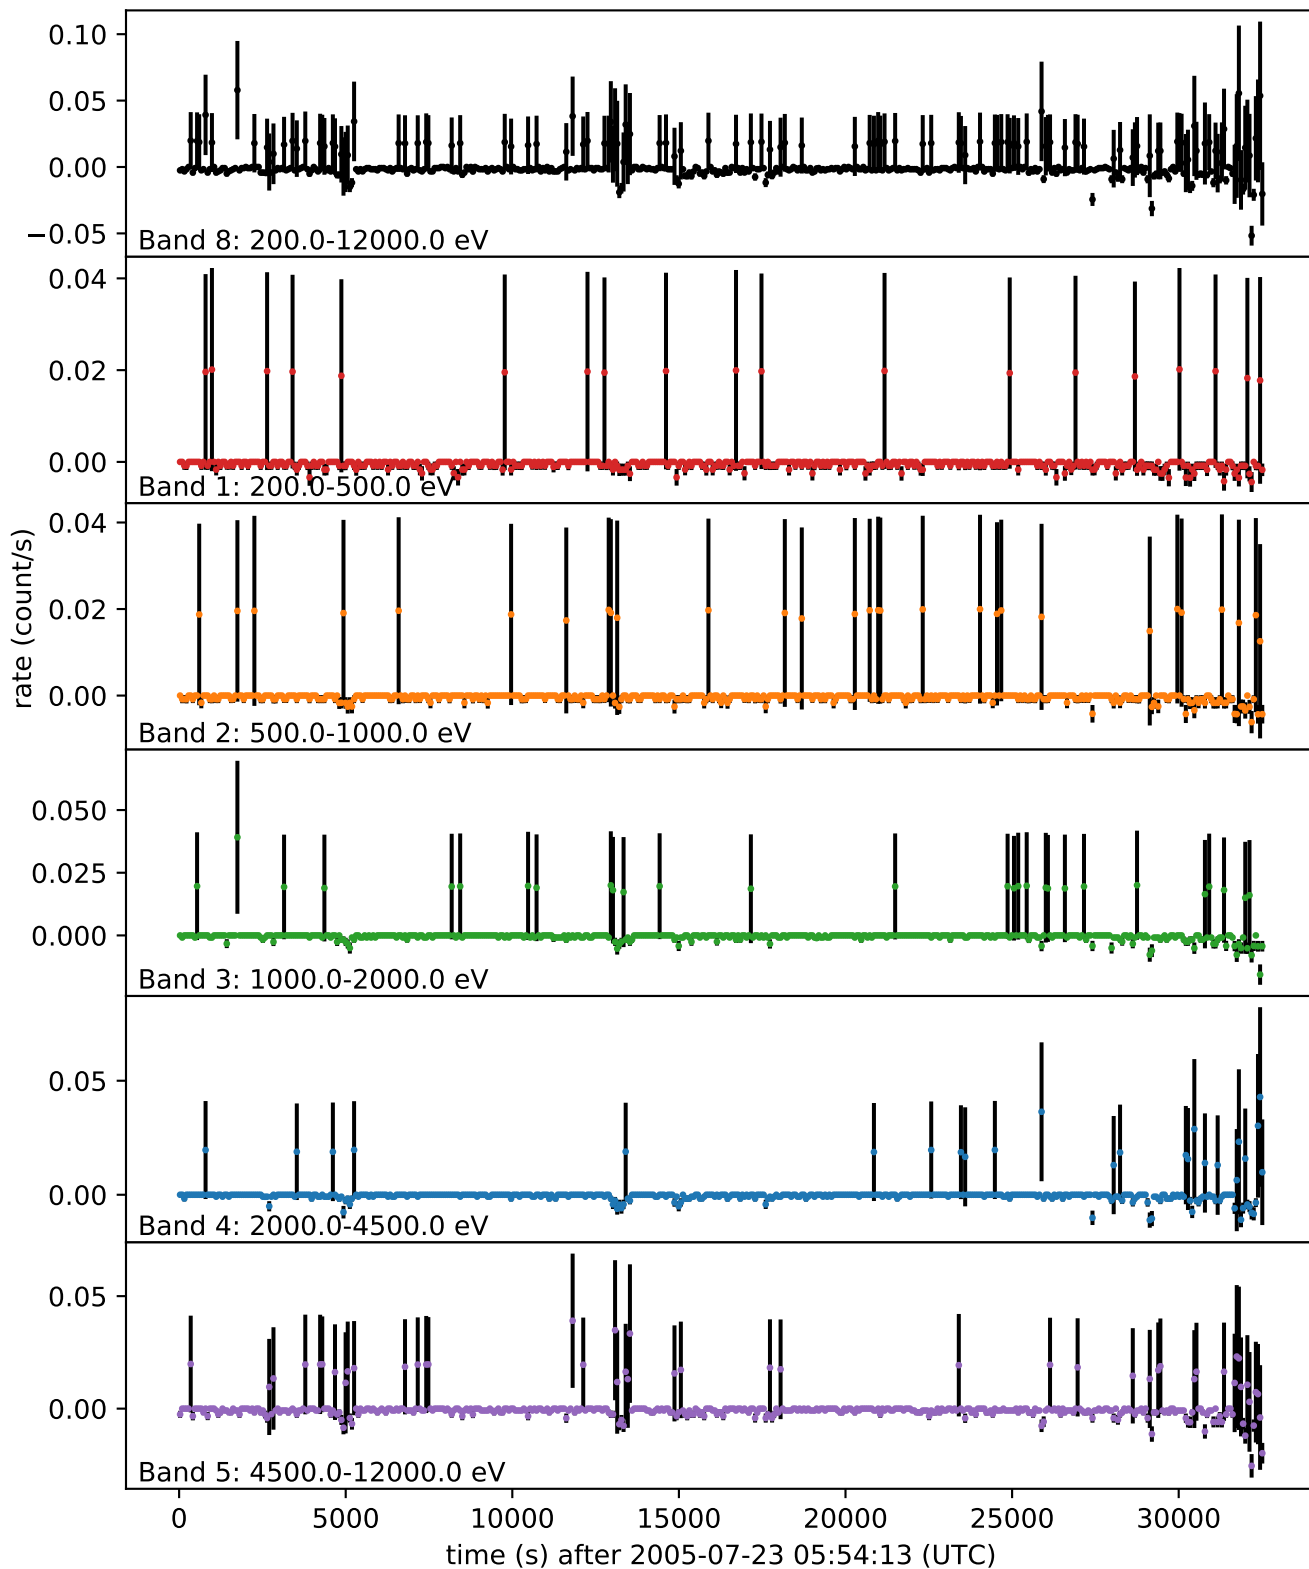 0.10
0.05
0.00
−0.05
Band 8: 200.0-12000.0 eV
0.04
0.02
0.00
Band 1: 200.0-500.0 eV
0.04
0.02
0.00
Band 2: 500.0-1000.0 eV
rate (count/s)
0.050
0.025
0.000
Band 3: 1000.0-2000.0 eV
0.05
0.00
Band 4: 2000.0-4500.0 eV
0.05
0.00
Band 5: 4500.0-12000.0 eV
0 5000 10000 15000 20000 25000 30000
time (s) after 2005-07-23 05:54:13 (UTC)